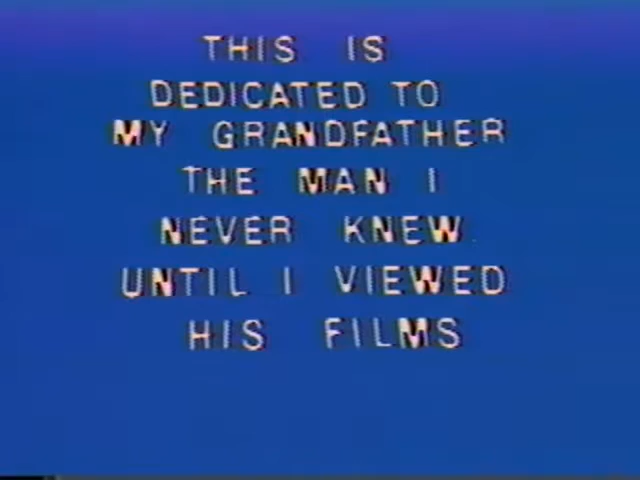 THIS IS
DEDICATED TO
MY GRANDFATHER
THE MAN I
NEVER KNEW
UNTIL I VIEWED
HIS FILMS